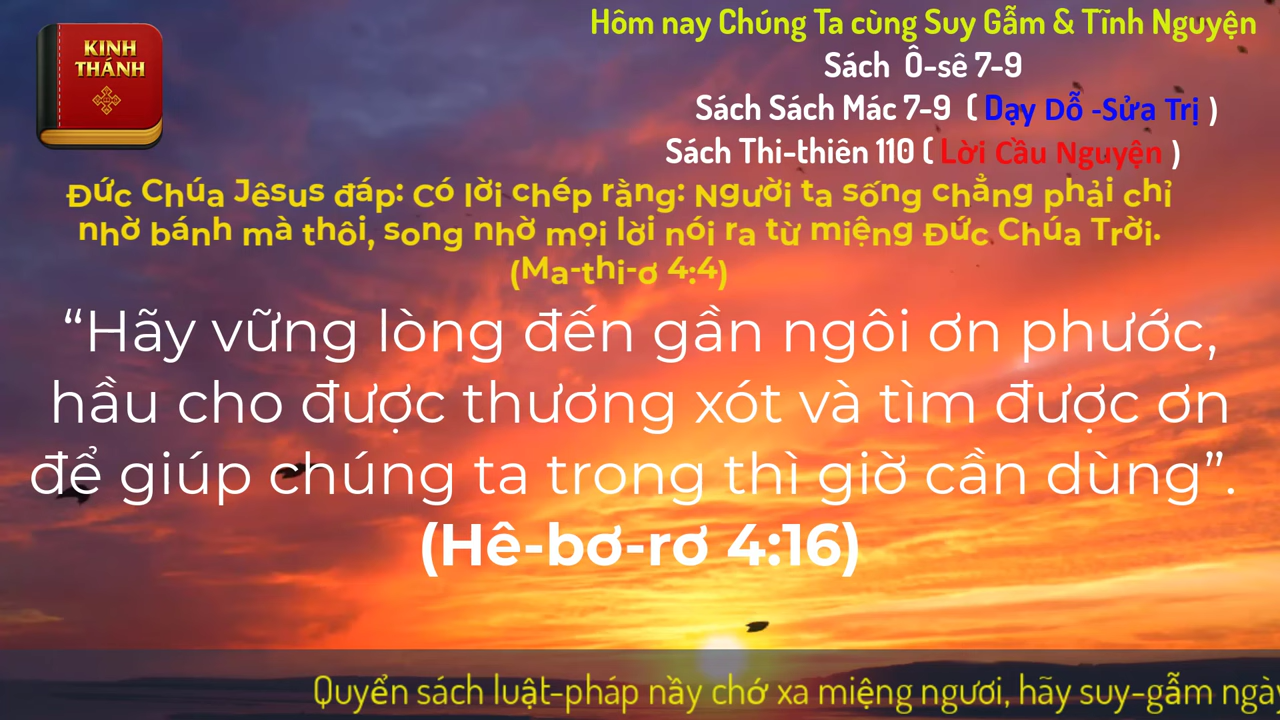 KINH
THÁNH
Hôm nay Chúng Ta cùng Suy Gẫm & Tĩnh Nguyện
Sách Ô-sê 7-9
Sách Sách Mác 7-9 ( Dạy Dỗ -Sửa Trị )
Sách Thi-thiên 110 ( Lời Cầu Nguyện )
Đức Chúa Jêsus đáp: Có lời chép rằng: Người ta sống chẳng phải chỉ
nhờ bánh mà thôi, song nhờ mọi lời nói ra từ miệng Đức Chúa Trời.
(Ma-thi-ơ 4:4)
“Hãy vững lòng đến gần ngôi ơn phước,
hầu cho được thương xót và tìm được ơn
để giúp chúng ta trong thì giờ cần dùng”.
(Hê-bơ-rơ 4:16)
Quyển sách luật-pháp nầy chớ xa miệng ngươi, hãy suy-gẫm ngày